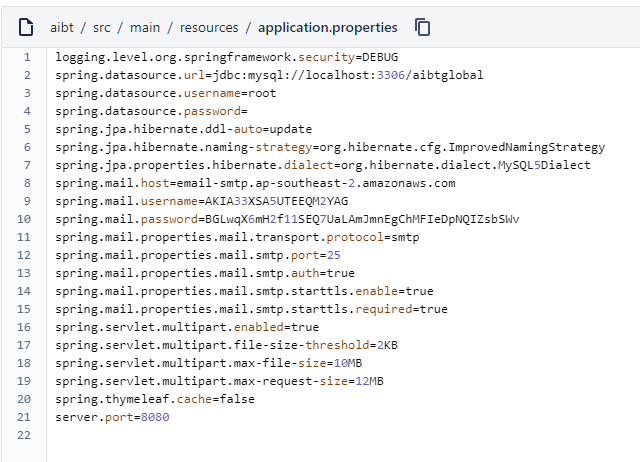 aibt / src / main / resources / application.properties
1 logging.level.org.springframework.security=DEBUG
2 spring.datasource.url=jdbc:mysql://localhost:3306/aibtglobal
3 spring.datasource.username=root
4 spring.datasource.password=
5 spring.jpa.hibernate.ddl-auto=update
6 spring.jpa.hibernate.naming-strategy=org.hibernate.cfg.ImprovedNamingStrategy
7 spring.jpa.properties.hibernate.dialect=org.hibernate.dialect.MySQL5Dialect
8 spring.mail.host=email-smtp.ap-southeast-2.amazonaws.com
9 spring.mail.username=AKIA33XSA5UTEEQM2YAG
10 spring.mail.password=BGLwqX6mH2f11SEQ7UaLAmJmnEgChMFIeDpNQIZsbSWv
11 spring.mail.properties.mail.transport.protocol=smtp
12 spring.mail.properties.mail.smtp.port=25
13 spring.mail.properties.mail.smtp.auth=true
14 spring.mail.properties.mail.smtp.starttls.enable=true
15 spring.mail.properties.mail.smtp.starttls.required=true
16 spring.servlet.multipart.enabled=true
17 spring.servlet.multipart.file-size-threshold=2KB
18 spring.servlet.multipart.max-file-size=10MB
19 spring.servlet.multipart.max-request-size=12MB
20 spring.thymeleaf.cache=false
21 server.port=8080
22